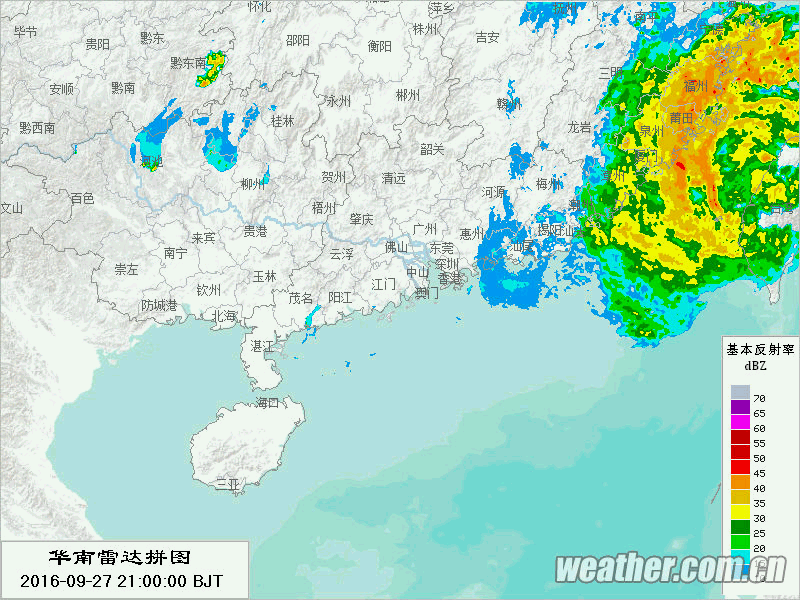 怀化
萍乡
毕节
黔东
邵阳
株州
吉安
南平
贵阳
衡阳
黔东南
三明
安顺
黔南
福州
永州
郴州
赣州
莆田
黔西南
桂林
龙岩
泉州
韶关
厦门
河池
柳州
贺州
清远
梅州
河源
漳州
百色
文山
梧州
肇庆
潮州
来宾
贵港
广州
惠州
揭阳
汕尾
南宁
云浮
佛山
东莞
崇左
玉林
中山
深圳
香港
钦州
茂名
阳江
江门
澳门
防城港
北海
湛江
海口
三亚
基本反射率
dBZ
70
65
60
55
50
45
40
35
30
25
20
华南雷达拼图
2016-09-27 21:00:00 BJT
weather.com.cn